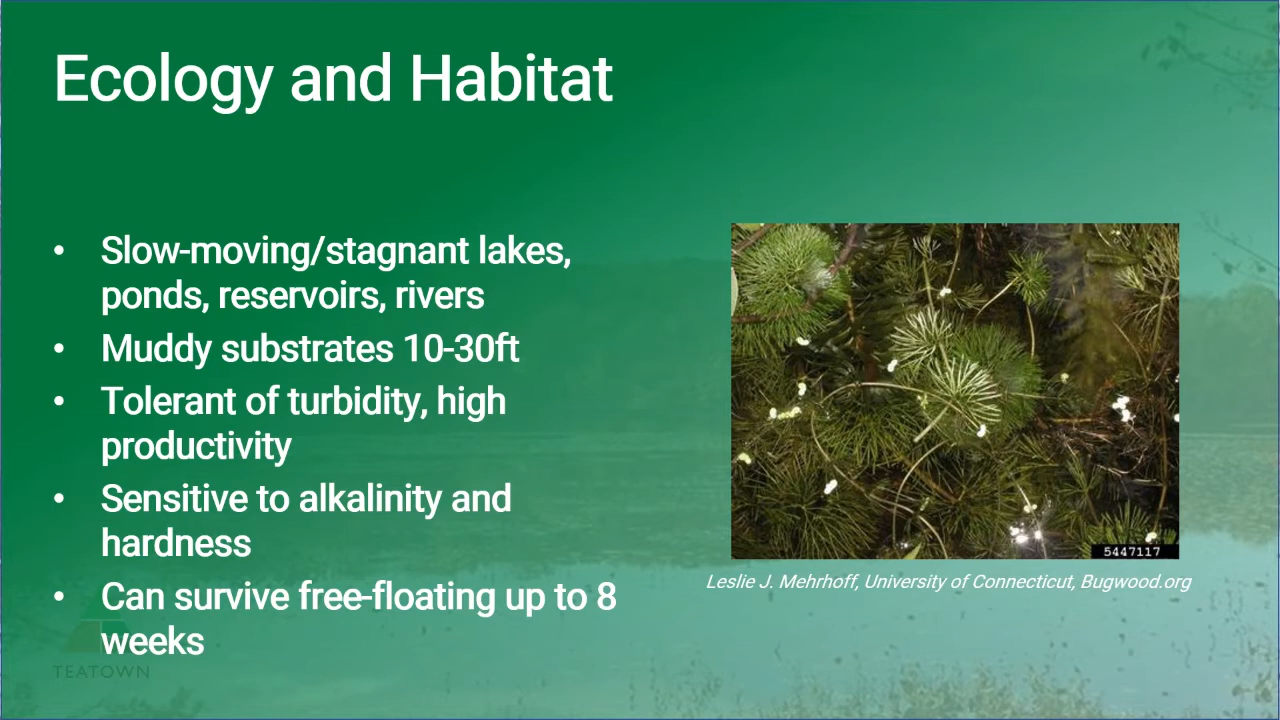 Ecology and Habitat
• Slow-moving/stagnant lakes,
ponds, reservoirs, rivers
• Muddy substrates 10-30ft
• Tolerant of turbidity, high
productivity
• Sensitive to alkalinity and
hardness
• Can survive free-floating up to 8
weeks
TEATOWN
5447117
Leslie J. Mehrhoff, University of Connecticut, Bugwood.org